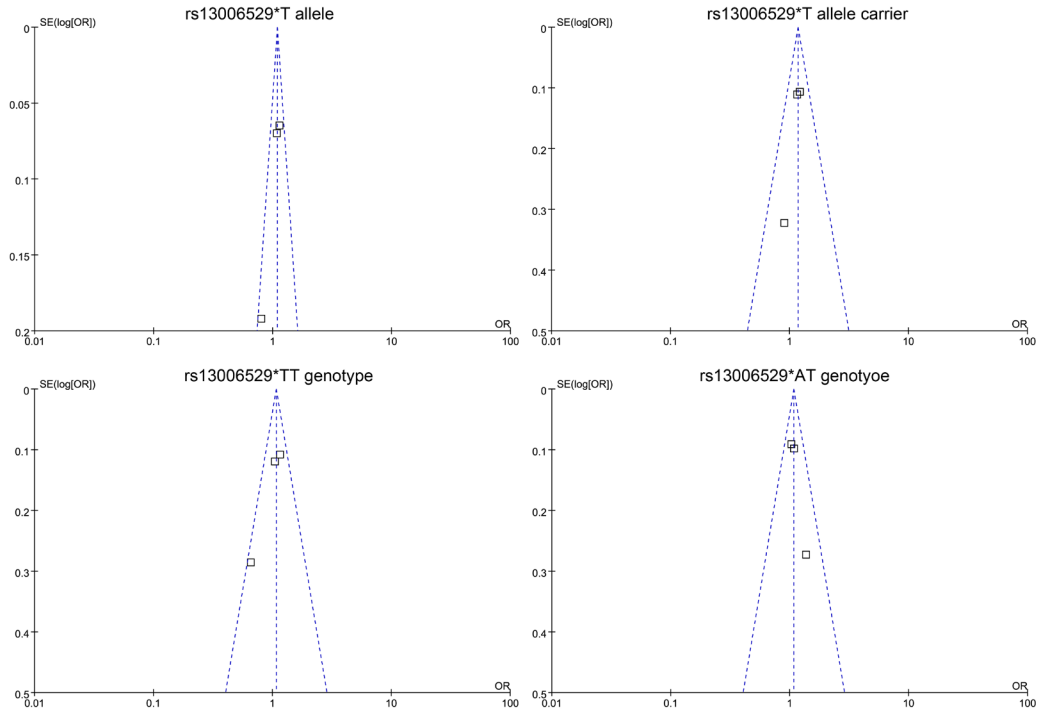 rs13006529*T allele
SE(log[OR])
0
0.05
0.1
0.15
0.2
OR
0.01 0.1 1 10 100
rs13006529*T allele carrier
SE(log[OR])
0
0.1
0.2
0.3
0.4
0.5
OR
0.01 0.1 1 10 100
rs13006529*TT genotype
SE(log[OR])
0
0.1
0.2
0.3
0.4
0.5
OR
0.01 0.1 1 10 100
rs13006529*AT genotyoe
SE(log[OR])
0
0.1
0.2
0.3
0.4
0.5
OR
0.01 0.1 1 10 100